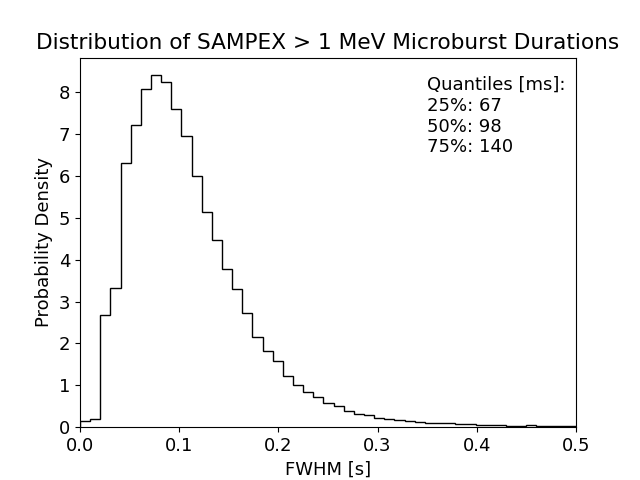 Distribution of SAMPEX > 1 MeV Microburst Durations
Quantiles [ms]:
25%: 67
50%: 98
75%: 140
Probability Density
8
7
6
5
4
3
2
1
0
0.0 0.1 0.2 0.3 0.4 0.5
FWHM [s]